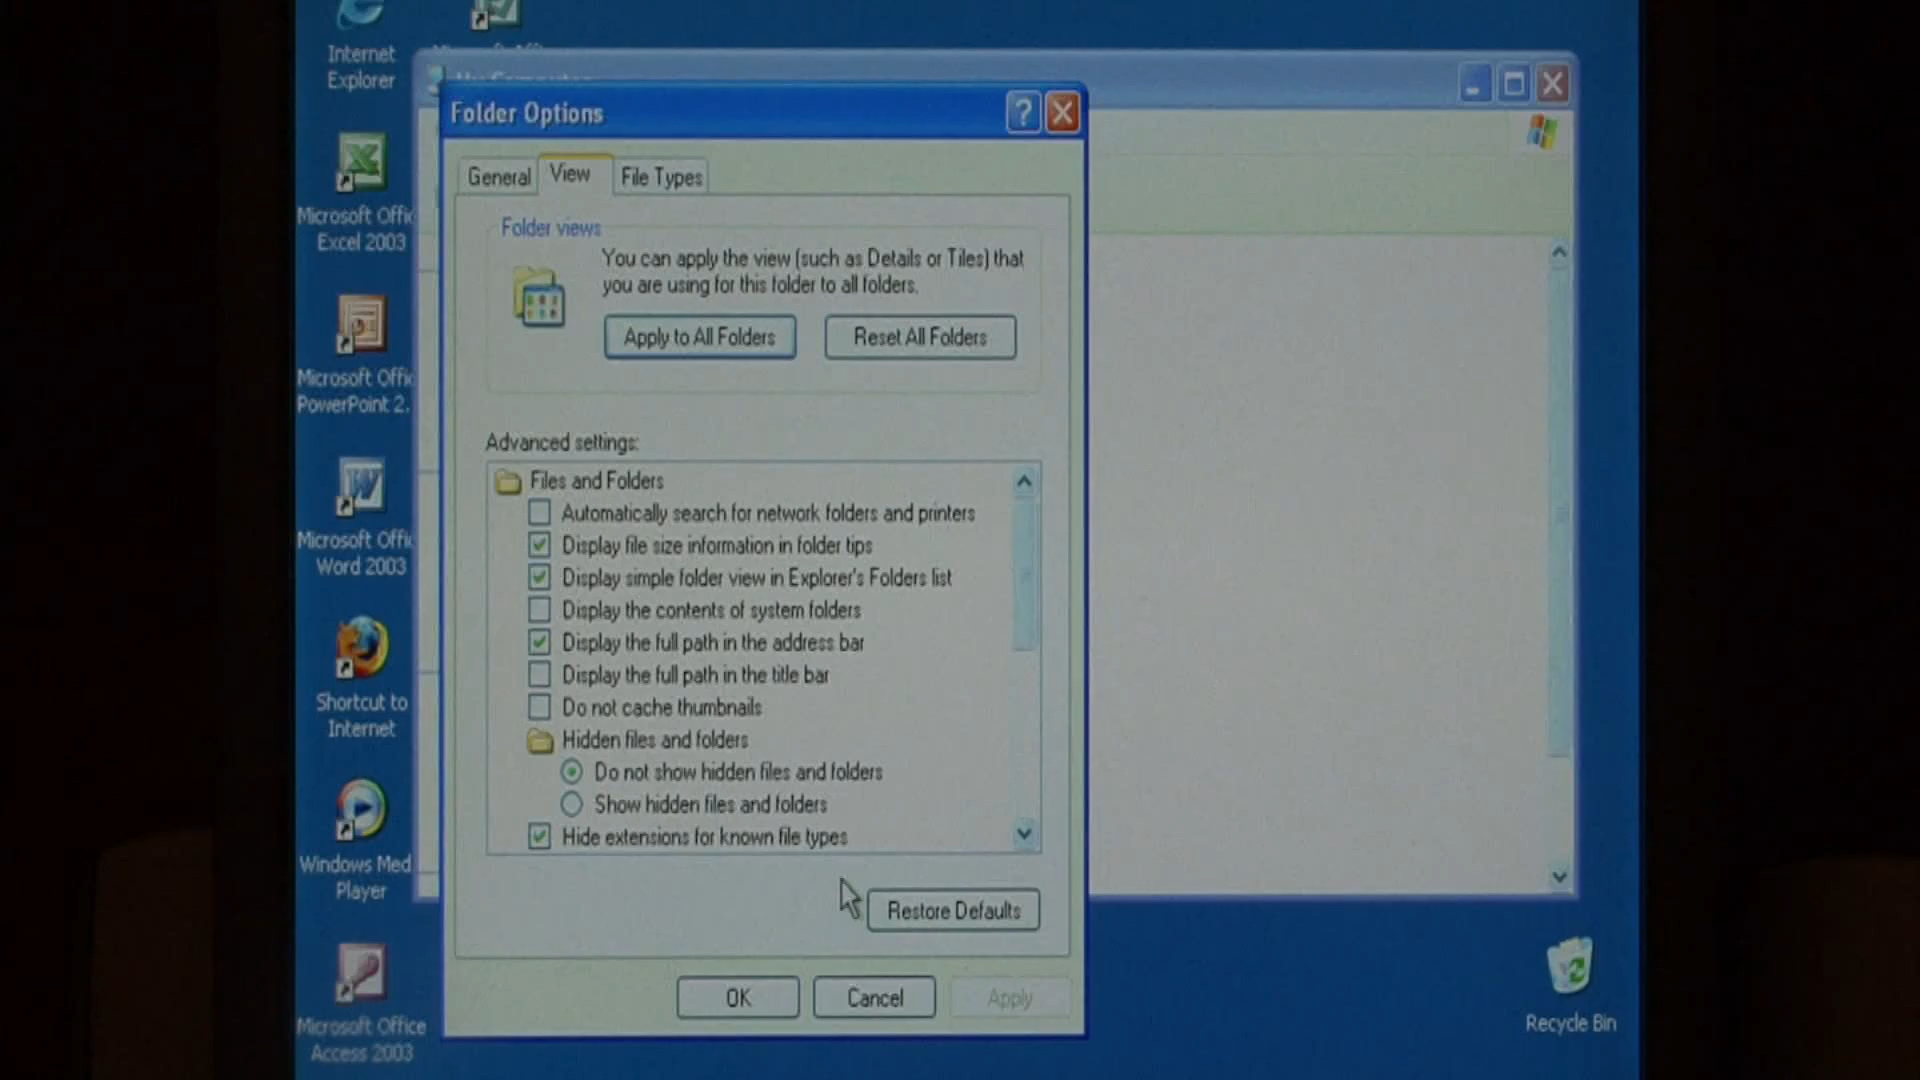 Internet
Explorer
Microsoft Offic
Excel 2003
Microsoft Offic
PowerPoint 2.
Microsoft Offic
Word 2003
Shortcut to
Internet
Windows Med
Player
Microsoft Office
Access 2003
My Computer
Folder Options
General
View
File Types
Folder views
You can apply the view (such as Details or Tiles) that
you are using for this folder to all folders.
Apply to All Folders
Reset All Folders
Advanced settings:
Files and Folders
Automatically search for network folders and printers
Display file size information in folder tips
Display simple folder view in Explorer's Folders list
Display the contents of system folders
Display the full path in the address bar
Display the full path in the title bar
Do not cache thumbnails
Hidden files and folders
Do not show hidden files and folders
Show hidden files and folders
Hide extensions for known file types
Restore Defaults
OK
Cancel
Apply
Recycle Bin